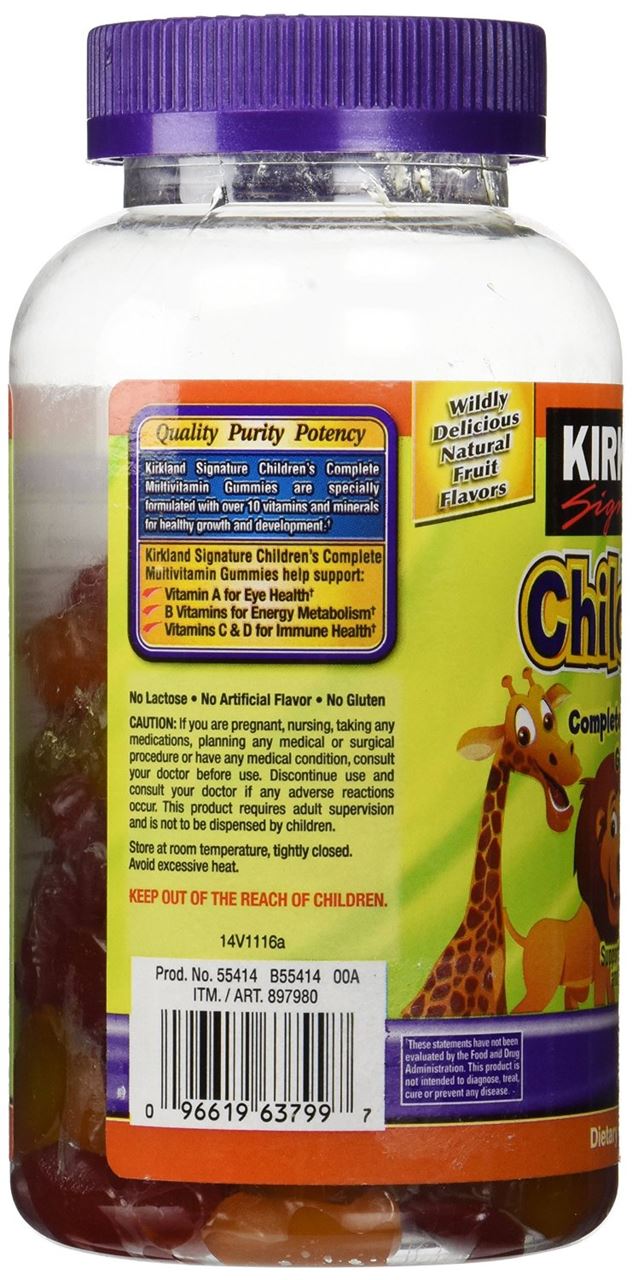 Quality Purity Potency
Kirkland Signature Children's Complete
Multivitamin Gummies are specially
formulated with over 10 vitamins and minerals
for healthy growth and development.†
Kirkland Signature Children's Complete
Multivitamin Gummies help support:
Vitamin A for Eye Health†
B Vitamins for Energy Metabolism†
Vitamins C & D for Immune Health†
No Lactose • No Artificial Flavor • No Gluten
CAUTION: If you are pregnant, nursing, taking any
medications, planning any medical or surgical
procedure or have any medical condition, consult
your doctor before use. Discontinue use and
consult your doctor if any adverse reactions
occur. This product requires adult supervision
and is not to be dispensed by children.
Store at room temperature, tightly closed.
Avoid excessive heat.
KEEP OUT OF THE REACH OF CHILDREN.
14V1116a
Prod. No. 55414 B55414 00A
ITM. / ART. 897980
0 96619 63799 7
Wildly
Delicious
Natural
Fruit
Flavors
KIR
Sig
Chil
Complete
†These statements have not been
evaluated by the Food and Drug
Administration. This product is
not intended to diagnose, treat,
cure or prevent any disease.
Dietary